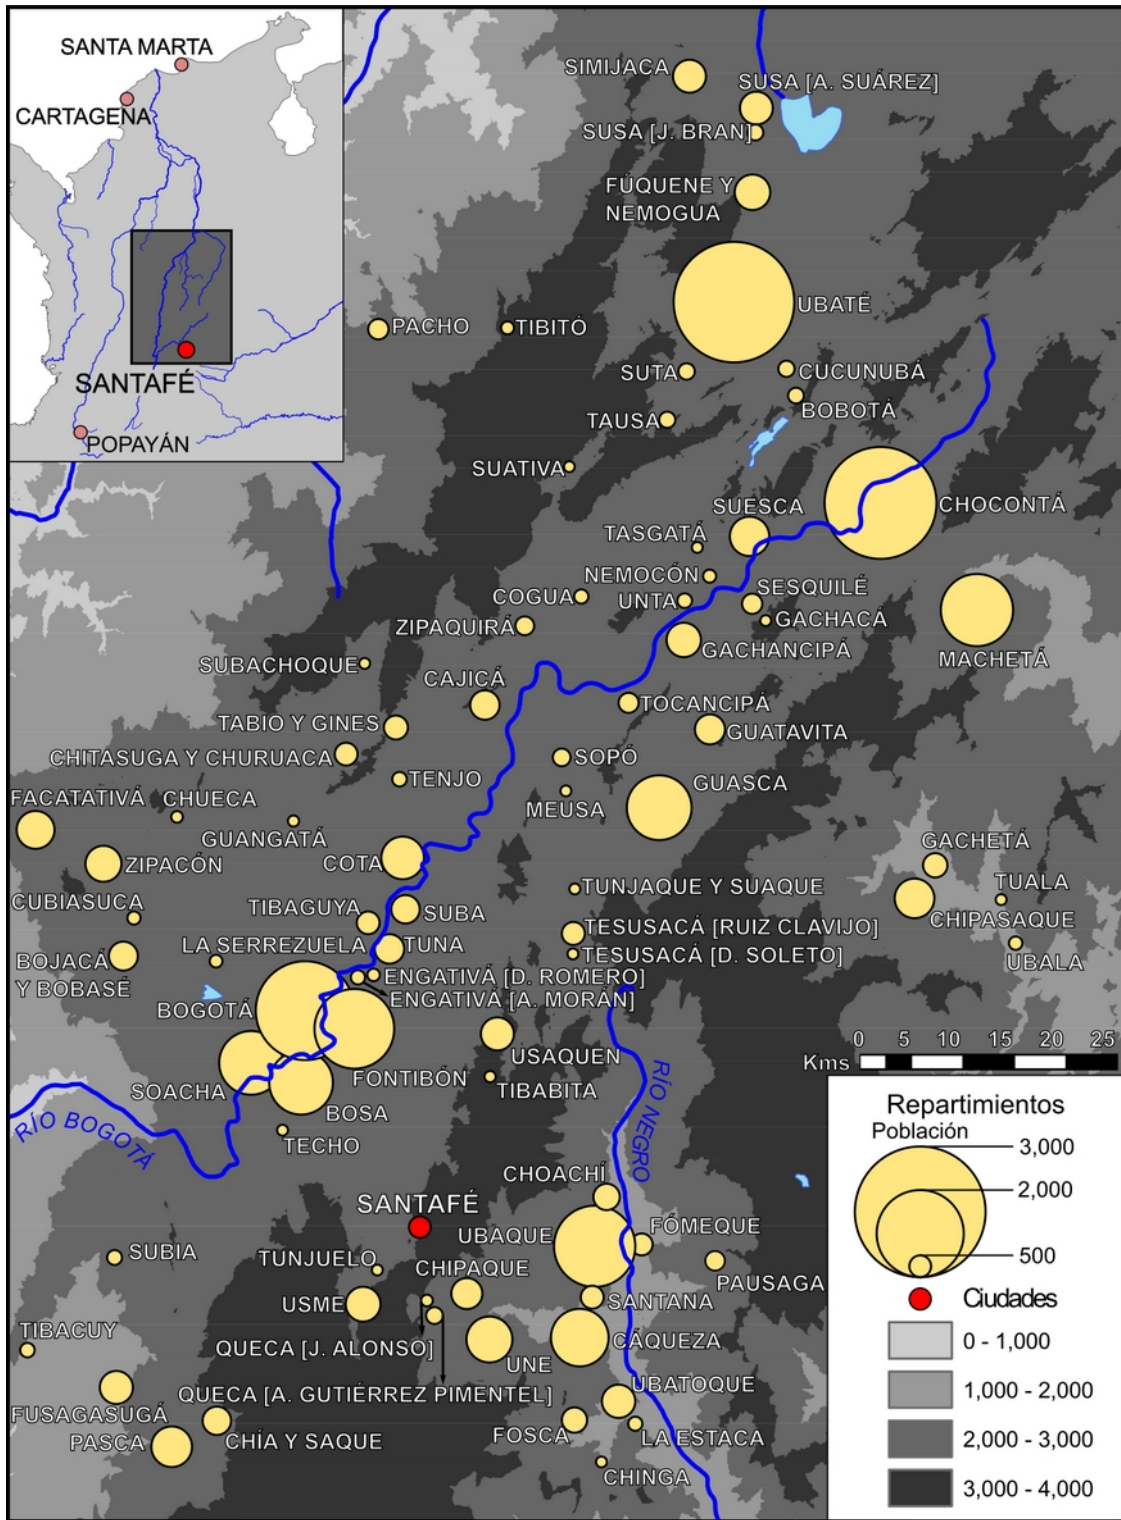 SANTA MARTA
CARTAGENA
SANTAFÉ
POPAYÁN
SIMIJACA
SUSA [A. SUÁREZ]
SUSA [J. BRAN]
FÚQUENE Y
NEMOGUA
UBATÉ
PACHO
TIBITÓ
SUTA
CUCUNUBÁ
BOBOTÁ
TAUSA
SUATIVA
SUESCA
CHOCONTÁ
TASGATÁ
NEMOCÓN
COGUA
UNTA
SESQUILÉ
GACHACÁ
ZIPAQUIRÁ
GACHANCIPÁ
MACHETÁ
SUBACHOQUE
CAJICÁ
TOCANCIPÁ
TABIO Y GINES
GUATAVITA
CHITASUGA Y CHURUACA
SOPÓ
TENJO
GUASCA
FACATATIVÁ
CHUECA
MEUSA
GUANGATÁ
GACHETÁ
ZIPACÓN
COTA
TUNJAQUE Y SUAQUE
TUALA
CUBIASUCA
TIBAGUYA
SUBA
CHIPASAQUE
TESUSACÁ [RUIZ CLAVIJO]
LA SERREZUELA
TUNA
TESUSACÁ [D. SOLETO]
UBALA
BOJACÁ
Y BOBASÉ
ENGATIVÁ [D. ROMERO]
ENGATIVÁ [A. MORÁN]
BOGOTÁ
USAQUEN
SOACHA
FONTIBÓN
TIBABITA
BOSA
RÍO BOGOTÁ
RÍO NEGRO
TECHO
CHOACHÍ
SANTAFÉ
UBAQUE
FÓMEQUE
SUBIA
TUNJUELO
CHIPAQUE
PAUSAGA
USME
SANTANA
TIBACUY
QUECA [J. ALONSO]
UNE
CÁQUEZA
QUECA [A. GUTIÉRREZ PIMENTEL]
UBATOQUE
FUSAGASUGÁ
PASCA
CHÍA Y SAQUE
FOSCA
LA ESTACA
CHINGA
0 5 10 15 20 25
Kms
Repartimientos
Población
3,000
2,000
500
Ciudades
0 - 1,000
1,000 - 2,000
2,000 - 3,000
3,000 - 4,000